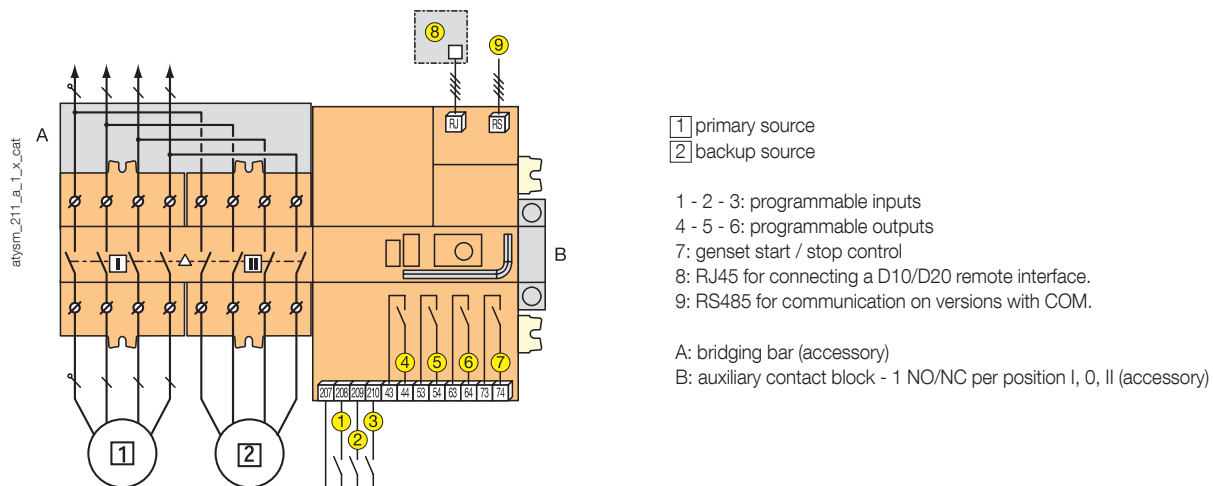 8
9
A
RJ
RS
atysm_211_a_1_x_cat
I
II
B
4
5
6
7
207 208 209 210 43 44 53 54 63 64 73 74
1
2
3
1
2
1 primary source
2 backup source
1 - 2 - 3: programmable inputs
4 - 5 - 6: programmable outputs
7: genset start / stop control
8: RJ45 for connecting a D10/D20 remote interface.
9: RS485 for communication on versions with COM.
A: bridging bar (accessory)
B: auxiliary contact block - 1 NO/NC per position I, 0, II (accessory)